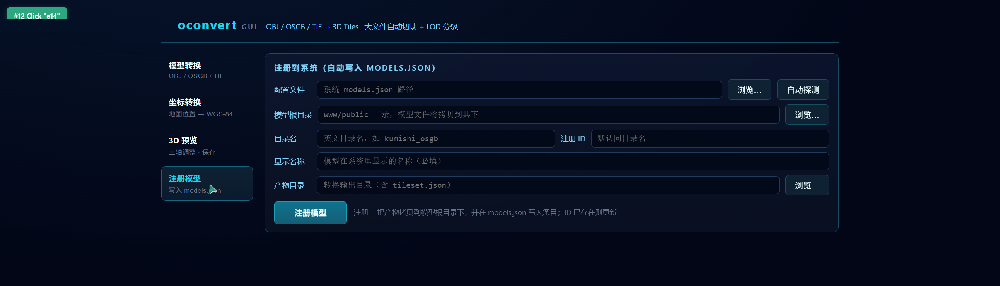 #12 Click "e14"
oconvert GUI OBJ / OSGB / TIF → 3D Tiles · 大文件自动切块 + LOD 分级
模型转换
OBJ / OSGB / TIF
坐标转换
地图位置 → WGS-84
3D 预览
三轴调整 · 保存
注册模型
写入 models.json
注册到系统（自动写入 MODELS.JSON）
配置文件 系统 models.json 路径 浏览... 自动探测
模型根目录 www/public 目录，模型文件将拷贝到其下 浏览...
目录名 英文目录名，如 kumishi_osgb 注册 ID 默认同目录名
显示名称 模型在系统里显示的名称（必填）
产物目录 转换输出目录（含 tileset.json） 浏览...
注册模型 注册 = 把产物拷贝到模型根目录下，并在 models.json 写入条目；ID 已存在则更新